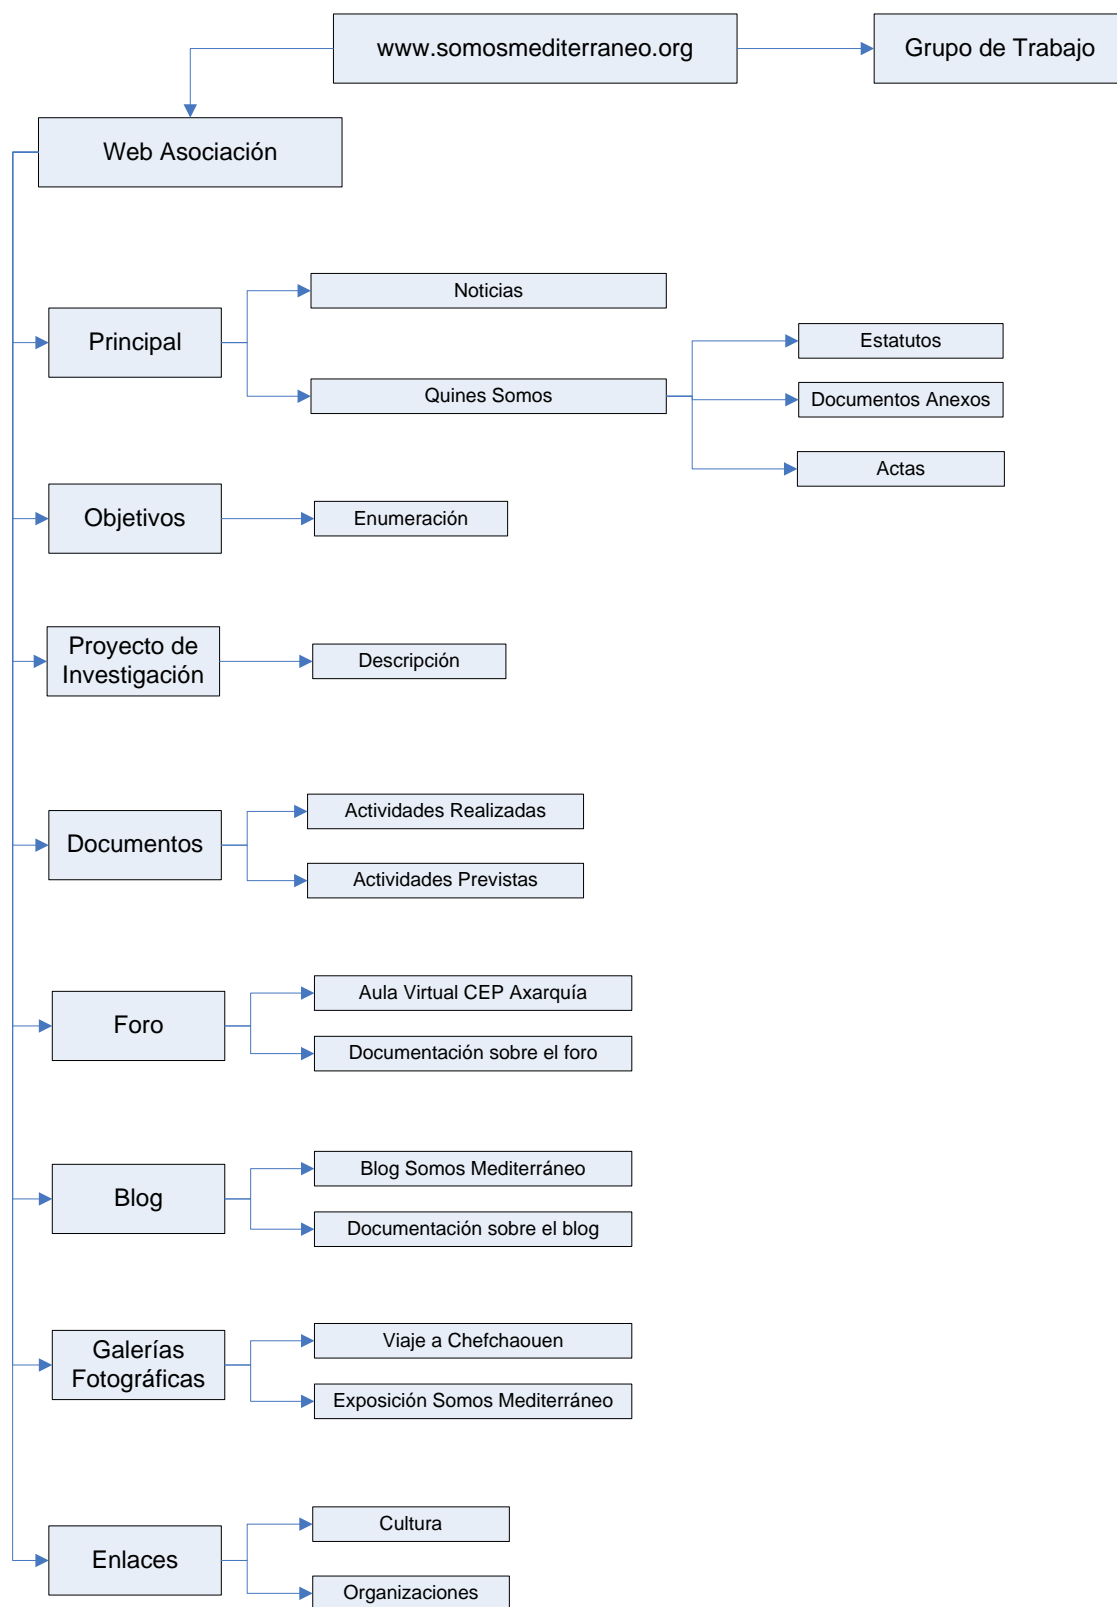 www.somosmediterraneo.org
Grupo de Trabajo
Web Asociación
Principal
Noticias
Quines Somos
Estatutos
Documentos Anexos
Actas
Objetivos
Enumeración
Proyecto de
Investigación
Descripción
Documentos
Actividades Realizadas
Actividades Previstas
Foro
Aula Virtual CEP Axarquía
Documentación sobre el foro
Blog
Blog Somos Mediterráneo
Documentación sobre el blog
Galerías
Fotográficas
Viaje a Chefchaouen
Exposición Somos Mediterráneo
Enlaces
Cultura
Organizaciones